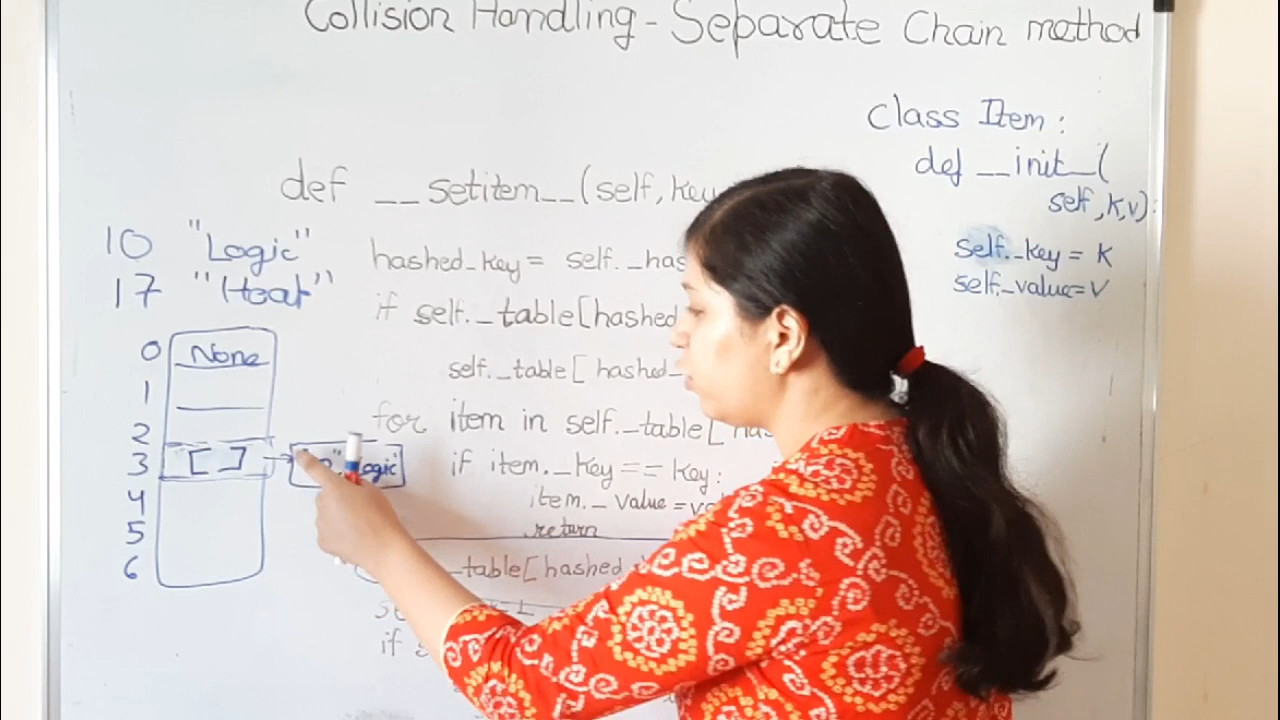 Collision Handling - Separate Chain method
class Item:
def __init__(
self, k, v):
self._key = k
self._value = v
def __setitem__(self, key
10 "Logic"
17 "Heat"
hashed_key = self._has
if self._table[hashed
self._table[hashed_
for item in self._table[has
if item._key == key:
item._value = va
return
_table[hashed
if
0 None
1
2
3 [ ] → Logic"
4
5
6